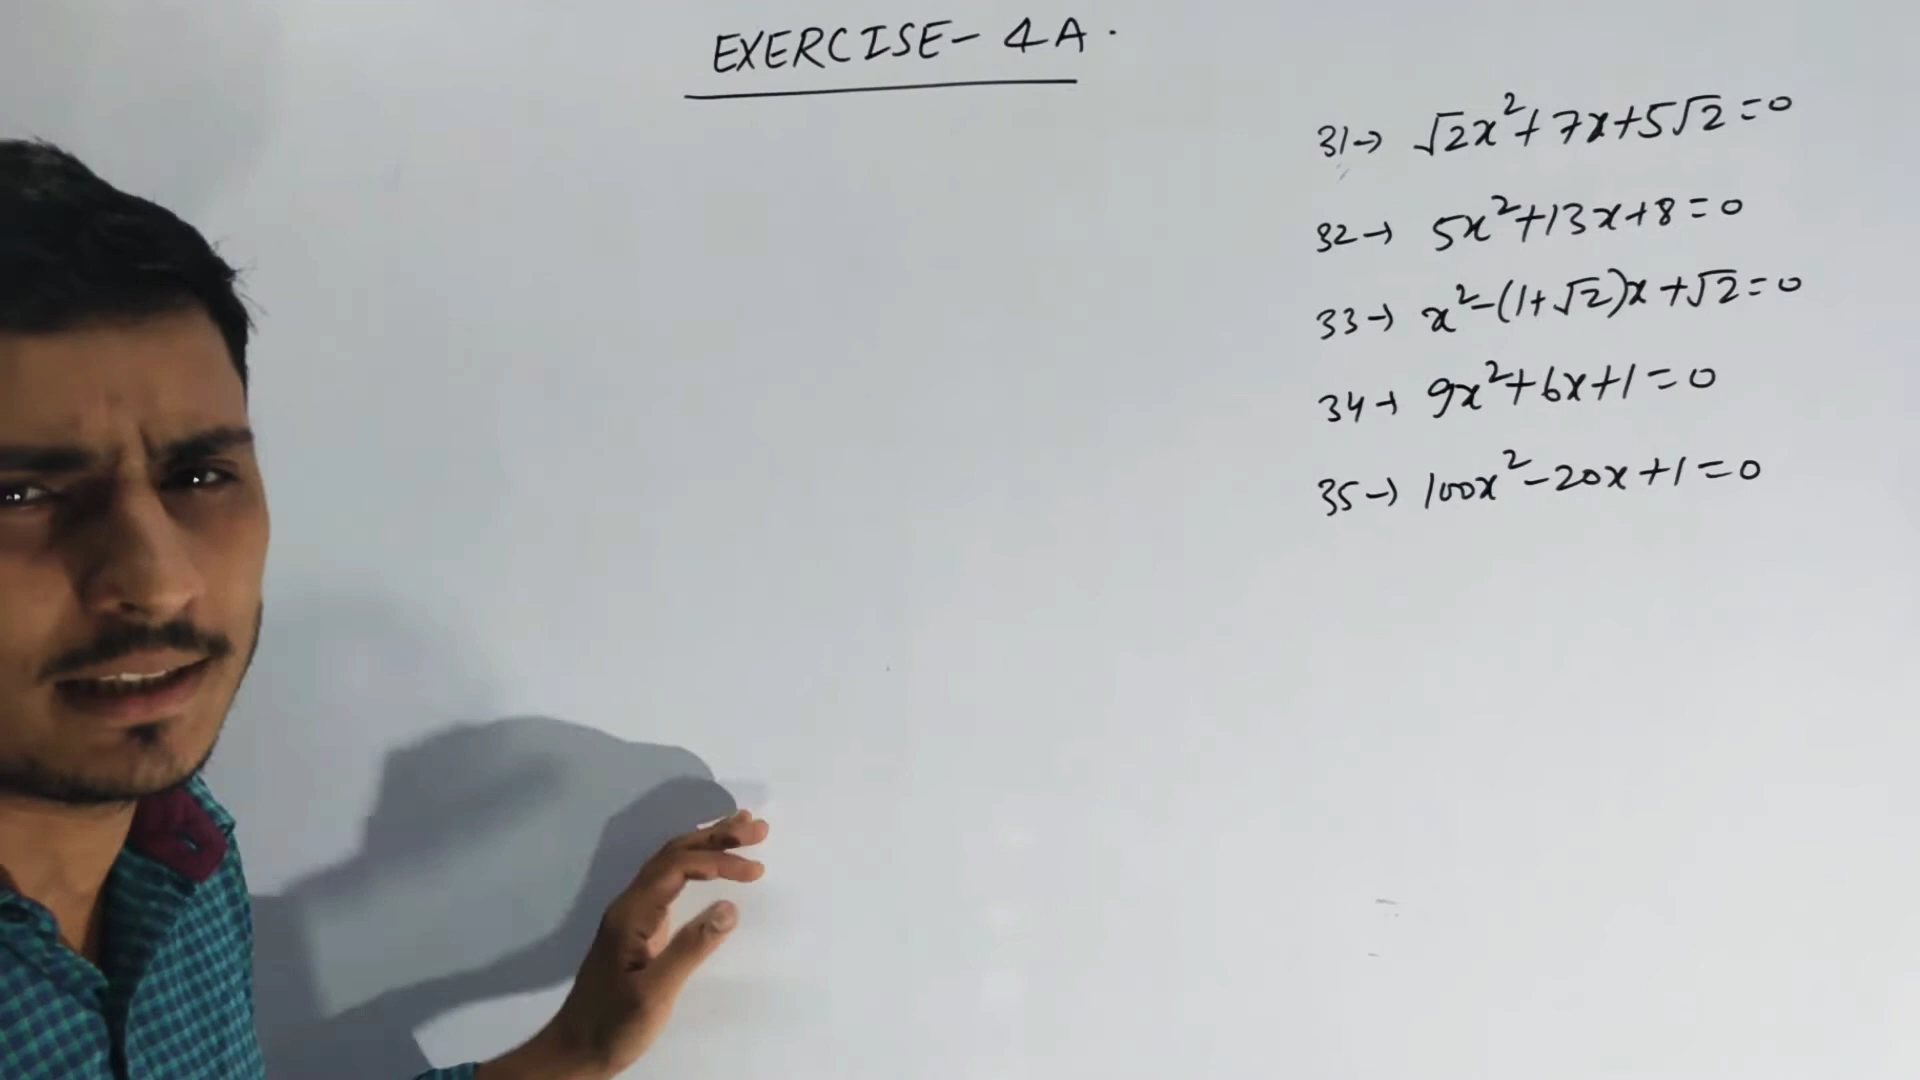 EXERCISE- 4A.
31→ √2x²+7x+5√2=0
32→ 5x²+13x+8=0
33→ x²-(1+√2)x+√2=0
34→ 9x²+6x+1=0
35→ 100x²-20x+1=0